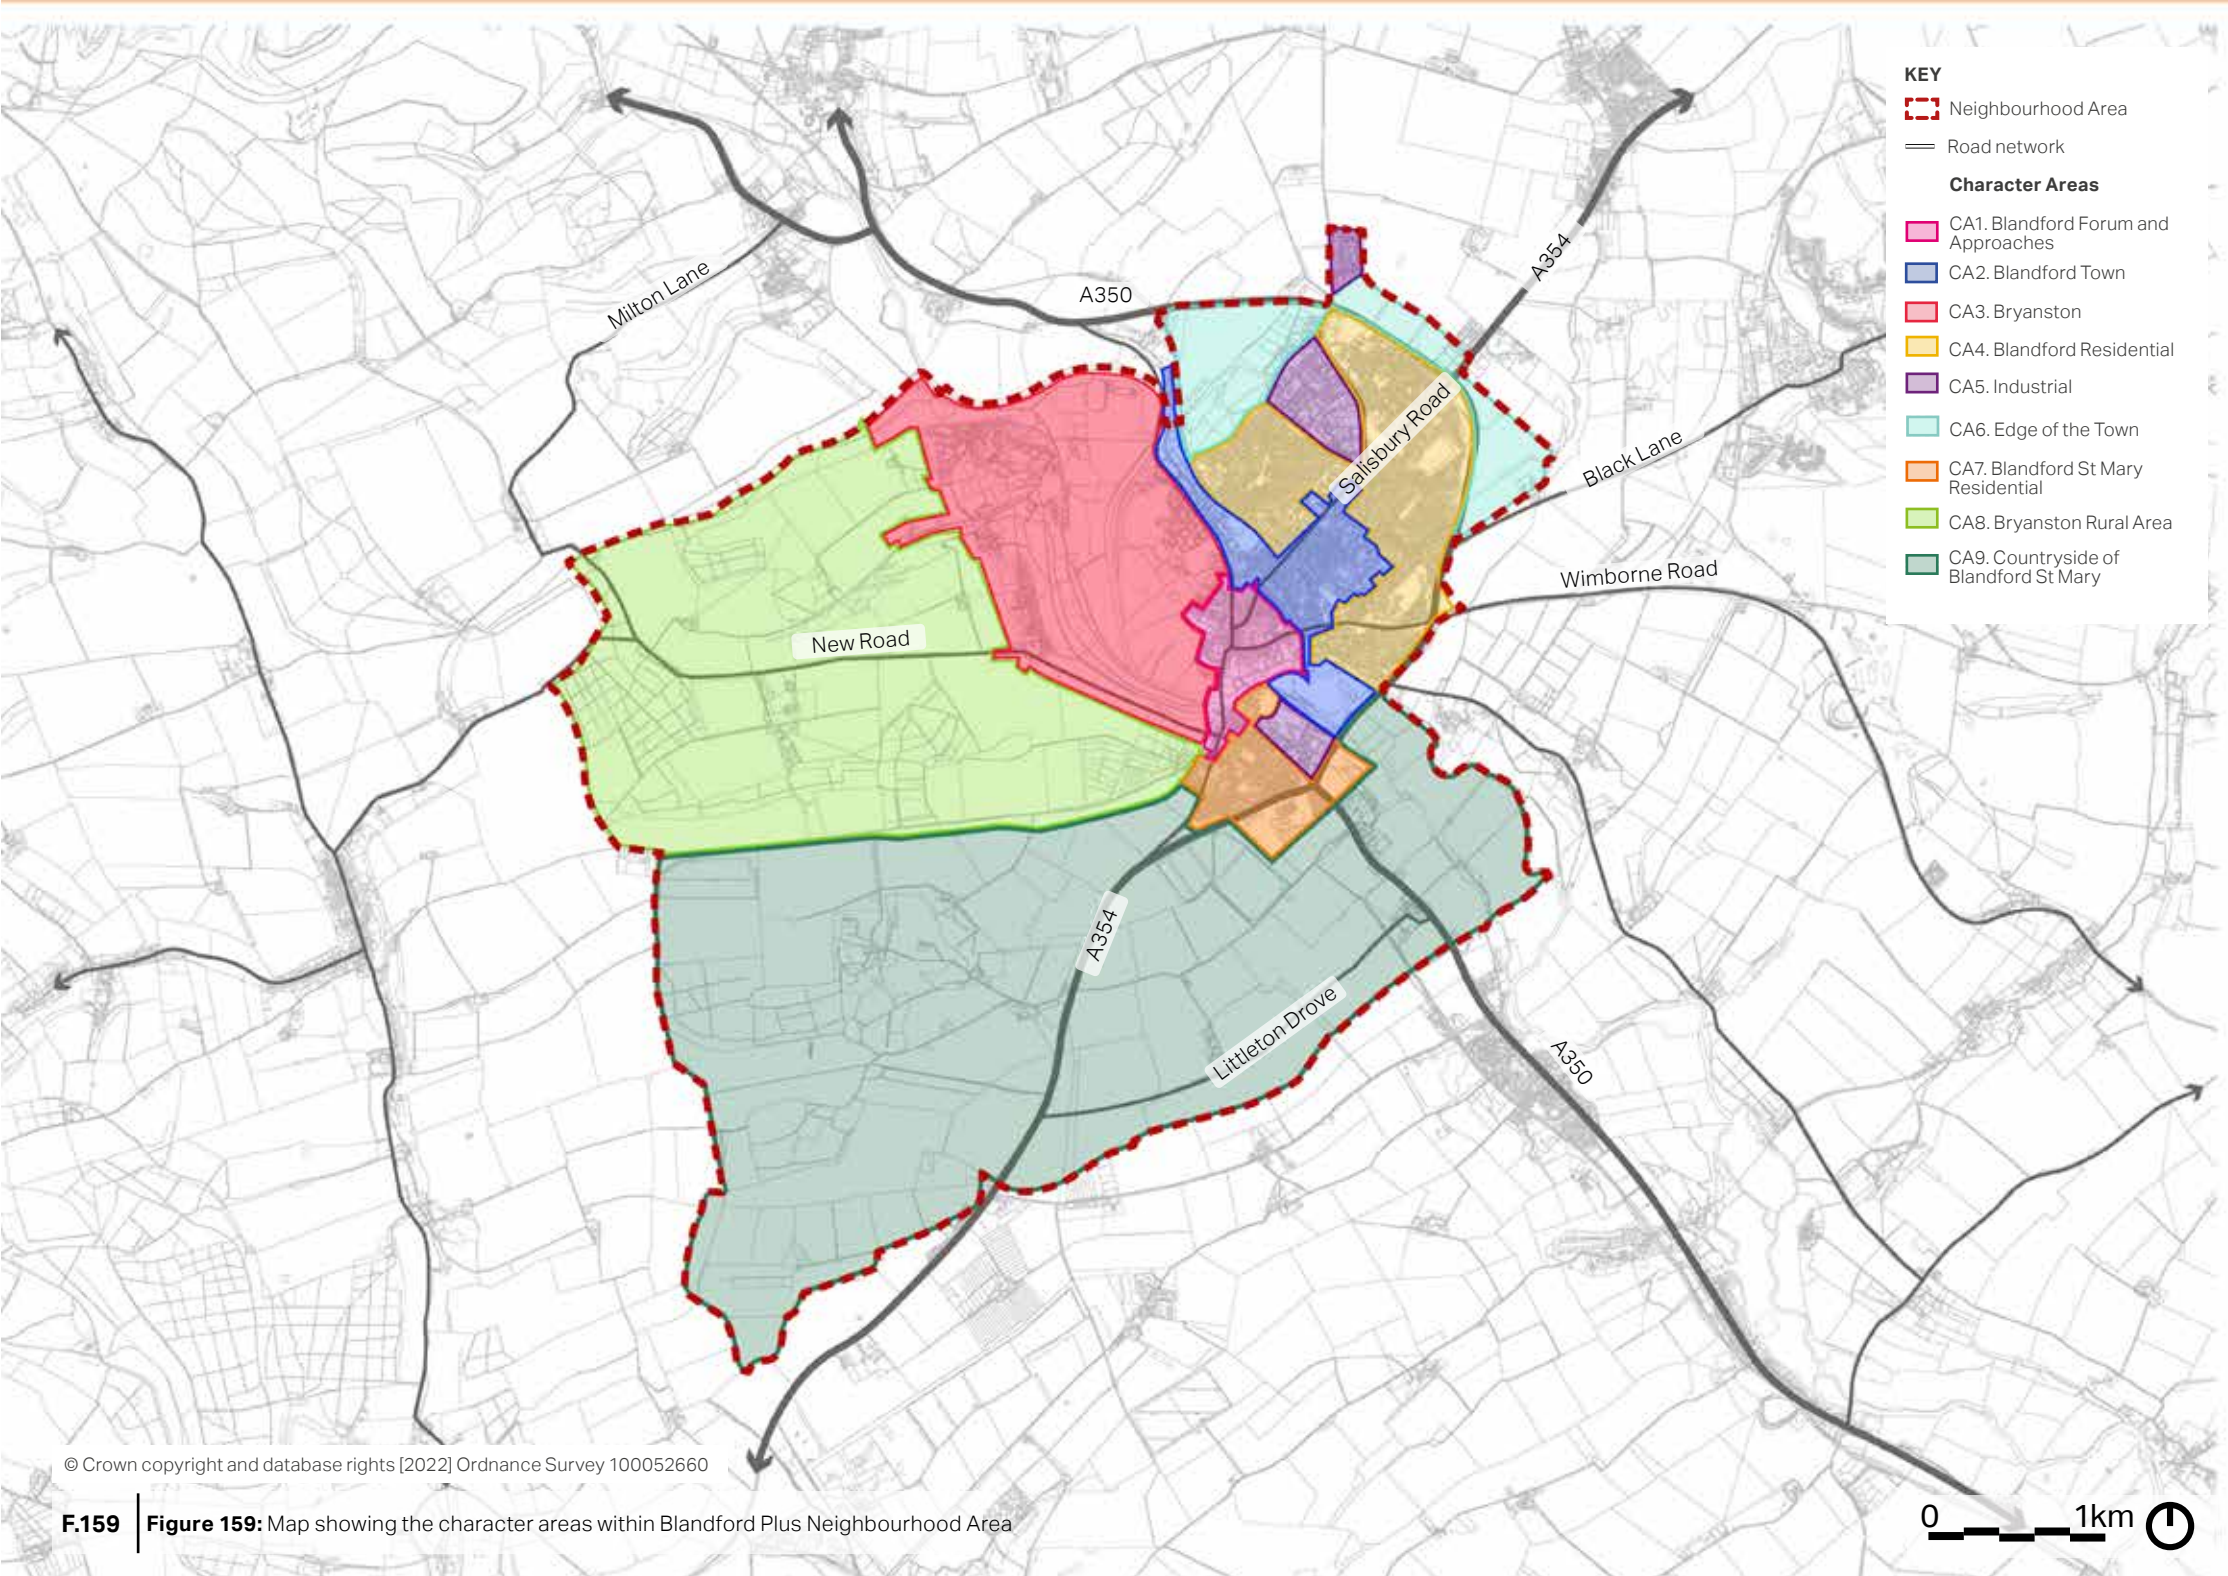 KEY
Neighbourhood Area
Road network
Character Areas
CA1. Blandford Forum and
Approaches
CA2. Blandford Town
CA3. Bryanston
CA4. Blandford Residential
CA5. Industrial
CA6. Edge of the Town
CA7. Blandford St Mary
Residential
CA8. Bryanston Rural Area
CA9. Countryside of
Blandford St Mary
A354
Milton Lane
A350
Salisbury Road
Black Lane
Wimborne Road
New Road
A354
Littleton Drove
A350
© Crown copyright and database rights [2022] Ordnance Survey 100052660
F.159 Figure 159: Map showing the character areas within Blandford Plus Neighbourhood Area
0 1km